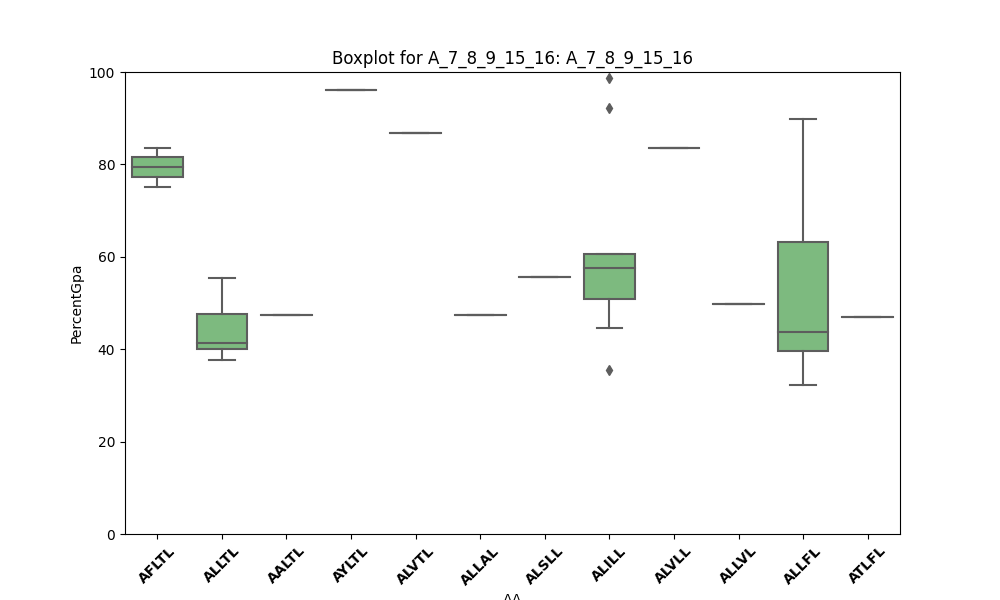 Boxplot for A_7_8_9_15_16: A_7_8_9_15_16
100
80
60
40
20
0
PercentGpa
AFLTL ALLTL AALTL AYLTL ALVTL ALLAL ALSLL ALILL ALVLL ALLVL ALLFL ATLFL
AA